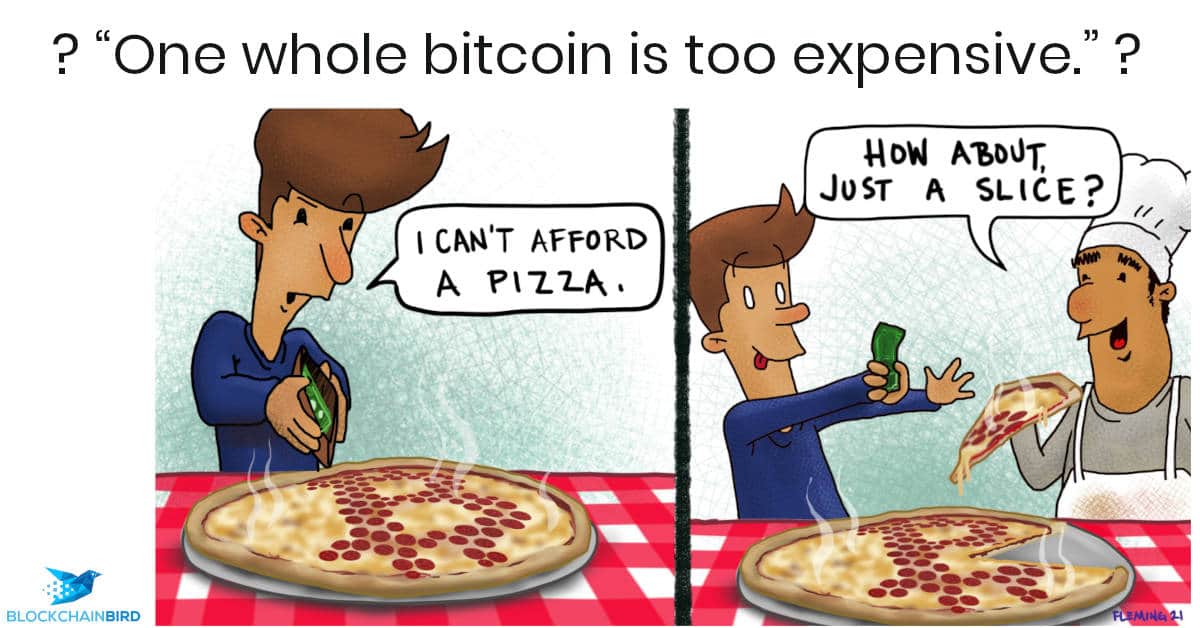 ? “One whole bitcoin is too expensive.” ?
I CAN'T AFFORD
A PIZZA.
HOW ABOUT,
JUST A SLICE?
BLOCKCHAINBIRD
FLEMING 21